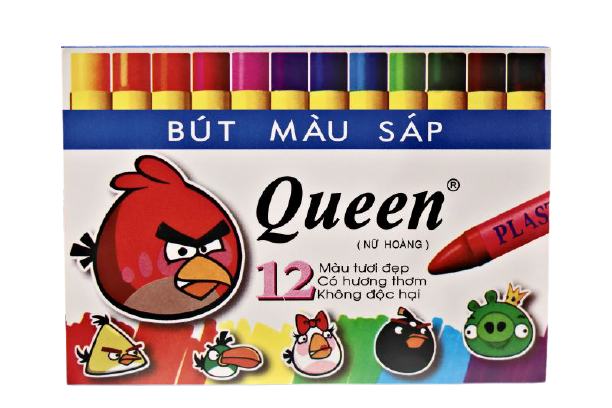 BÚT MÀU SÁP
Queen®
(NỮ HOÀNG)
12
Màu tươi đẹp
Có hương thơm
Không độc hại
PLAST